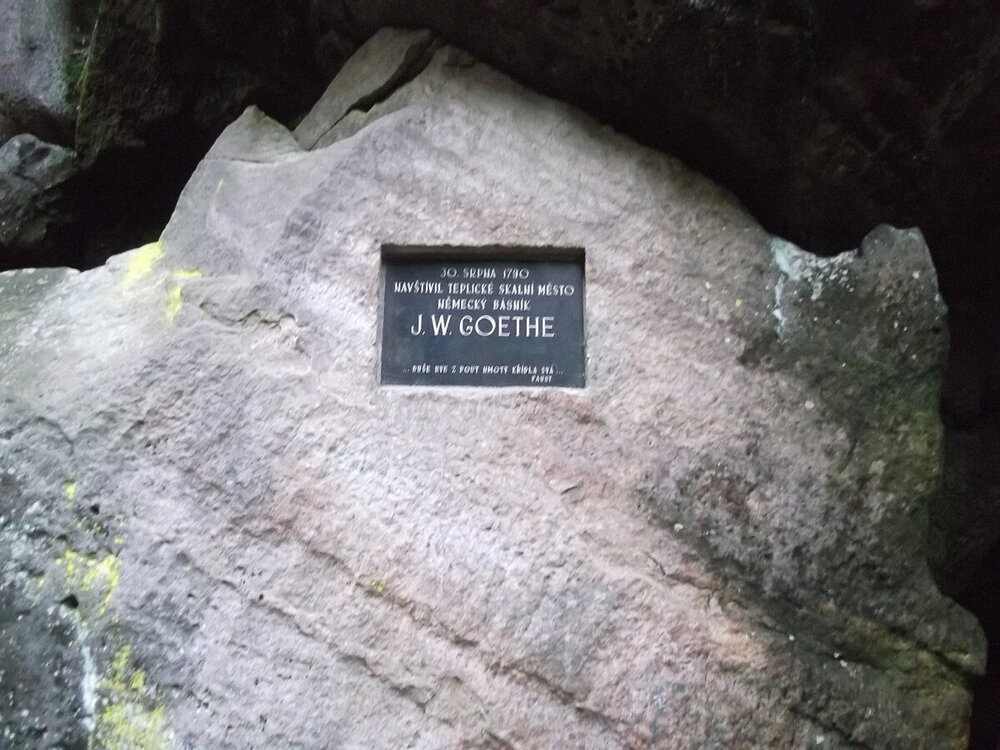 30. SRPNA 1790
NAVŠTÍVIL TEPLICKÉ SKALNÍ MĚSTO
NĚMECKÝ BÁSNÍK
J. W. GOETHE
... DUŠE RVE Z POUT HMOTY KŘÍDLA SVÁ ...
FAUST